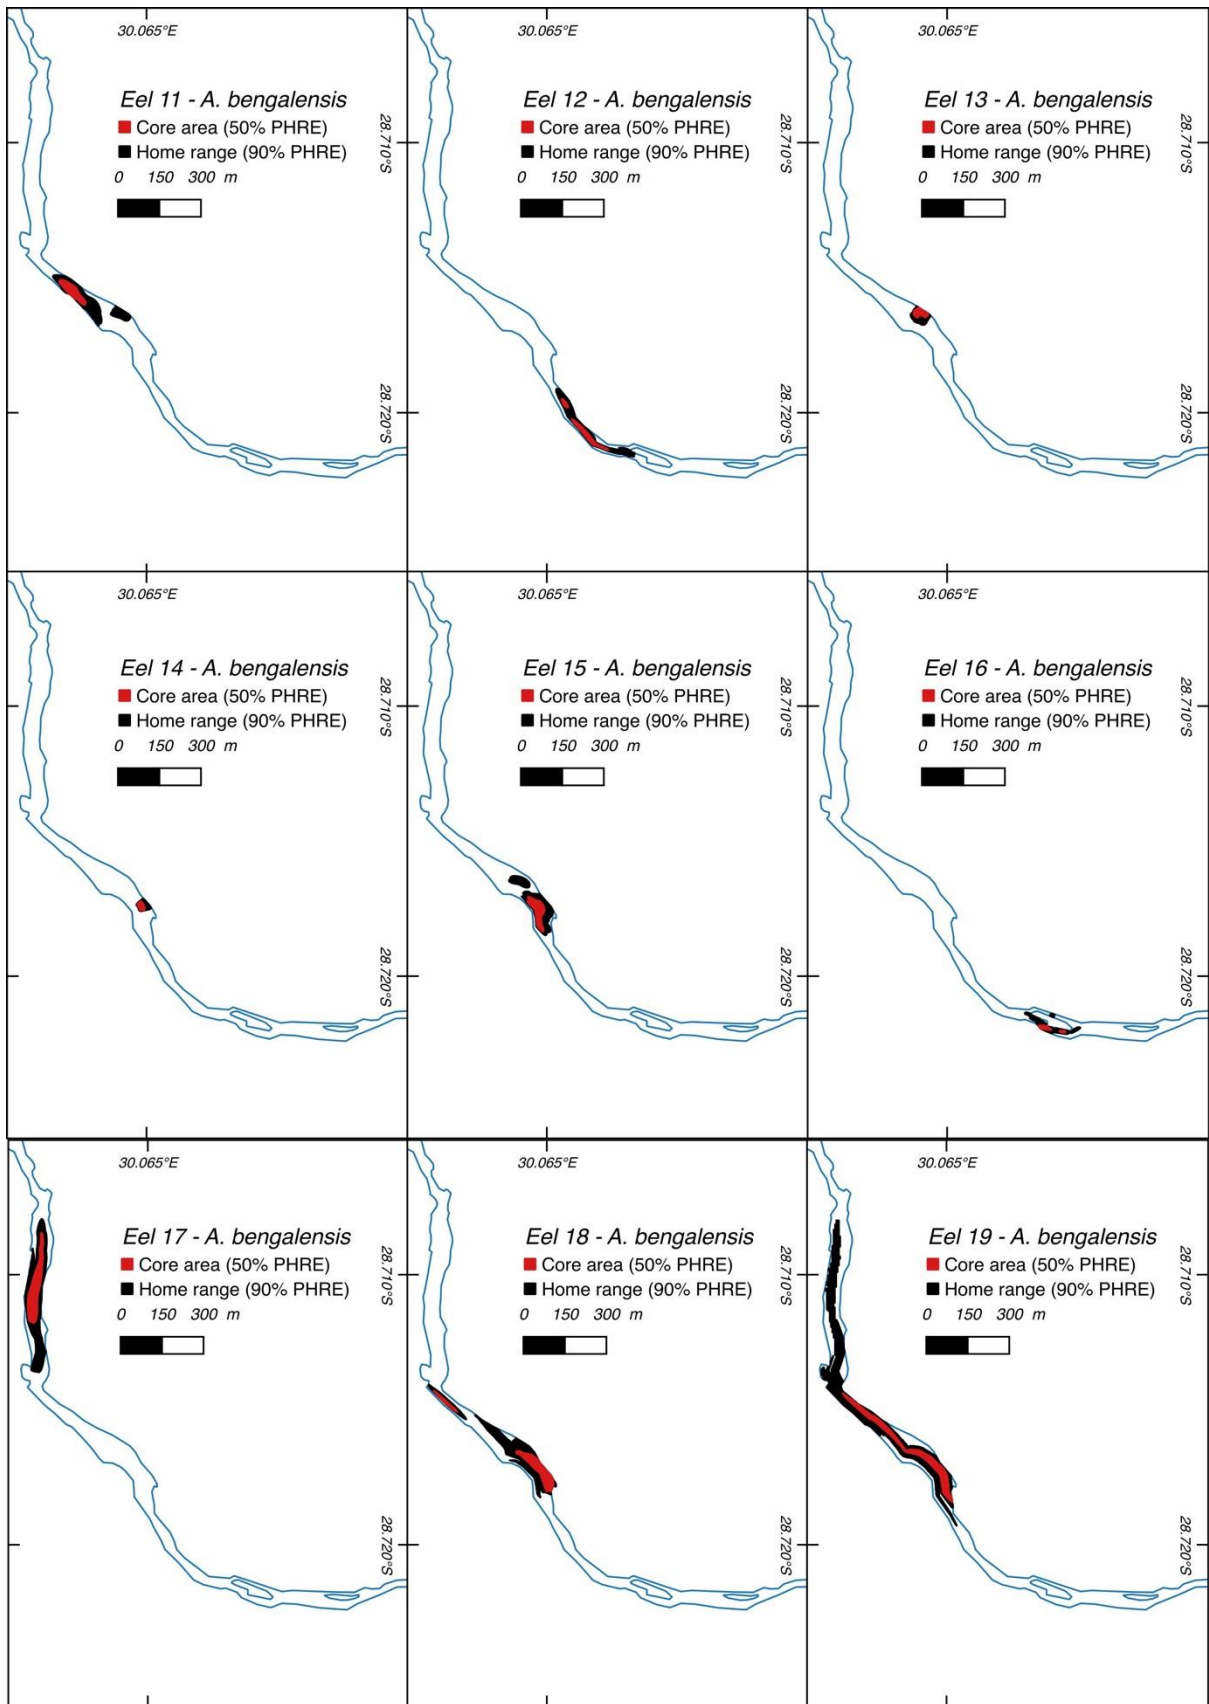 30.065°E
Eel 11 - A. bengalensis
Core area (50% PHRE)
Home range (90% PHRE)
0 150 300 m
28.710°S
28.720°S
30.065°E
Eel 12 - A. bengalensis
Core area (50% PHRE)
Home range (90% PHRE)
0 150 300 m
28.710°S
28.720°S
30.065°E
Eel 13 - A. bengalensis
Core area (50% PHRE)
Home range (90% PHRE)
0 150 300 m
28.710°S
28.720°S
30.065°E
Eel 14 - A. bengalensis
Core area (50% PHRE)
Home range (90% PHRE)
0 150 300 m
28.710°S
28.720°S
30.065°E
Eel 15 - A. bengalensis
Core area (50% PHRE)
Home range (90% PHRE)
0 150 300 m
28.710°S
28.720°S
30.065°E
Eel 16 - A. bengalensis
Core area (50% PHRE)
Home range (90% PHRE)
0 150 300 m
28.710°S
28.720°S
30.065°E
Eel 17 - A. bengalensis
Core area (50% PHRE)
Home range (90% PHRE)
0 150 300 m
28.710°S
28.720°S
30.065°E
Eel 18 - A. bengalensis
Core area (50% PHRE)
Home range (90% PHRE)
0 150 300 m
28.710°S
28.720°S
30.065°E
Eel 19 - A. bengalensis
Core area (50% PHRE)
Home range (90% PHRE)
0 150 300 m
28.710°S
28.720°S